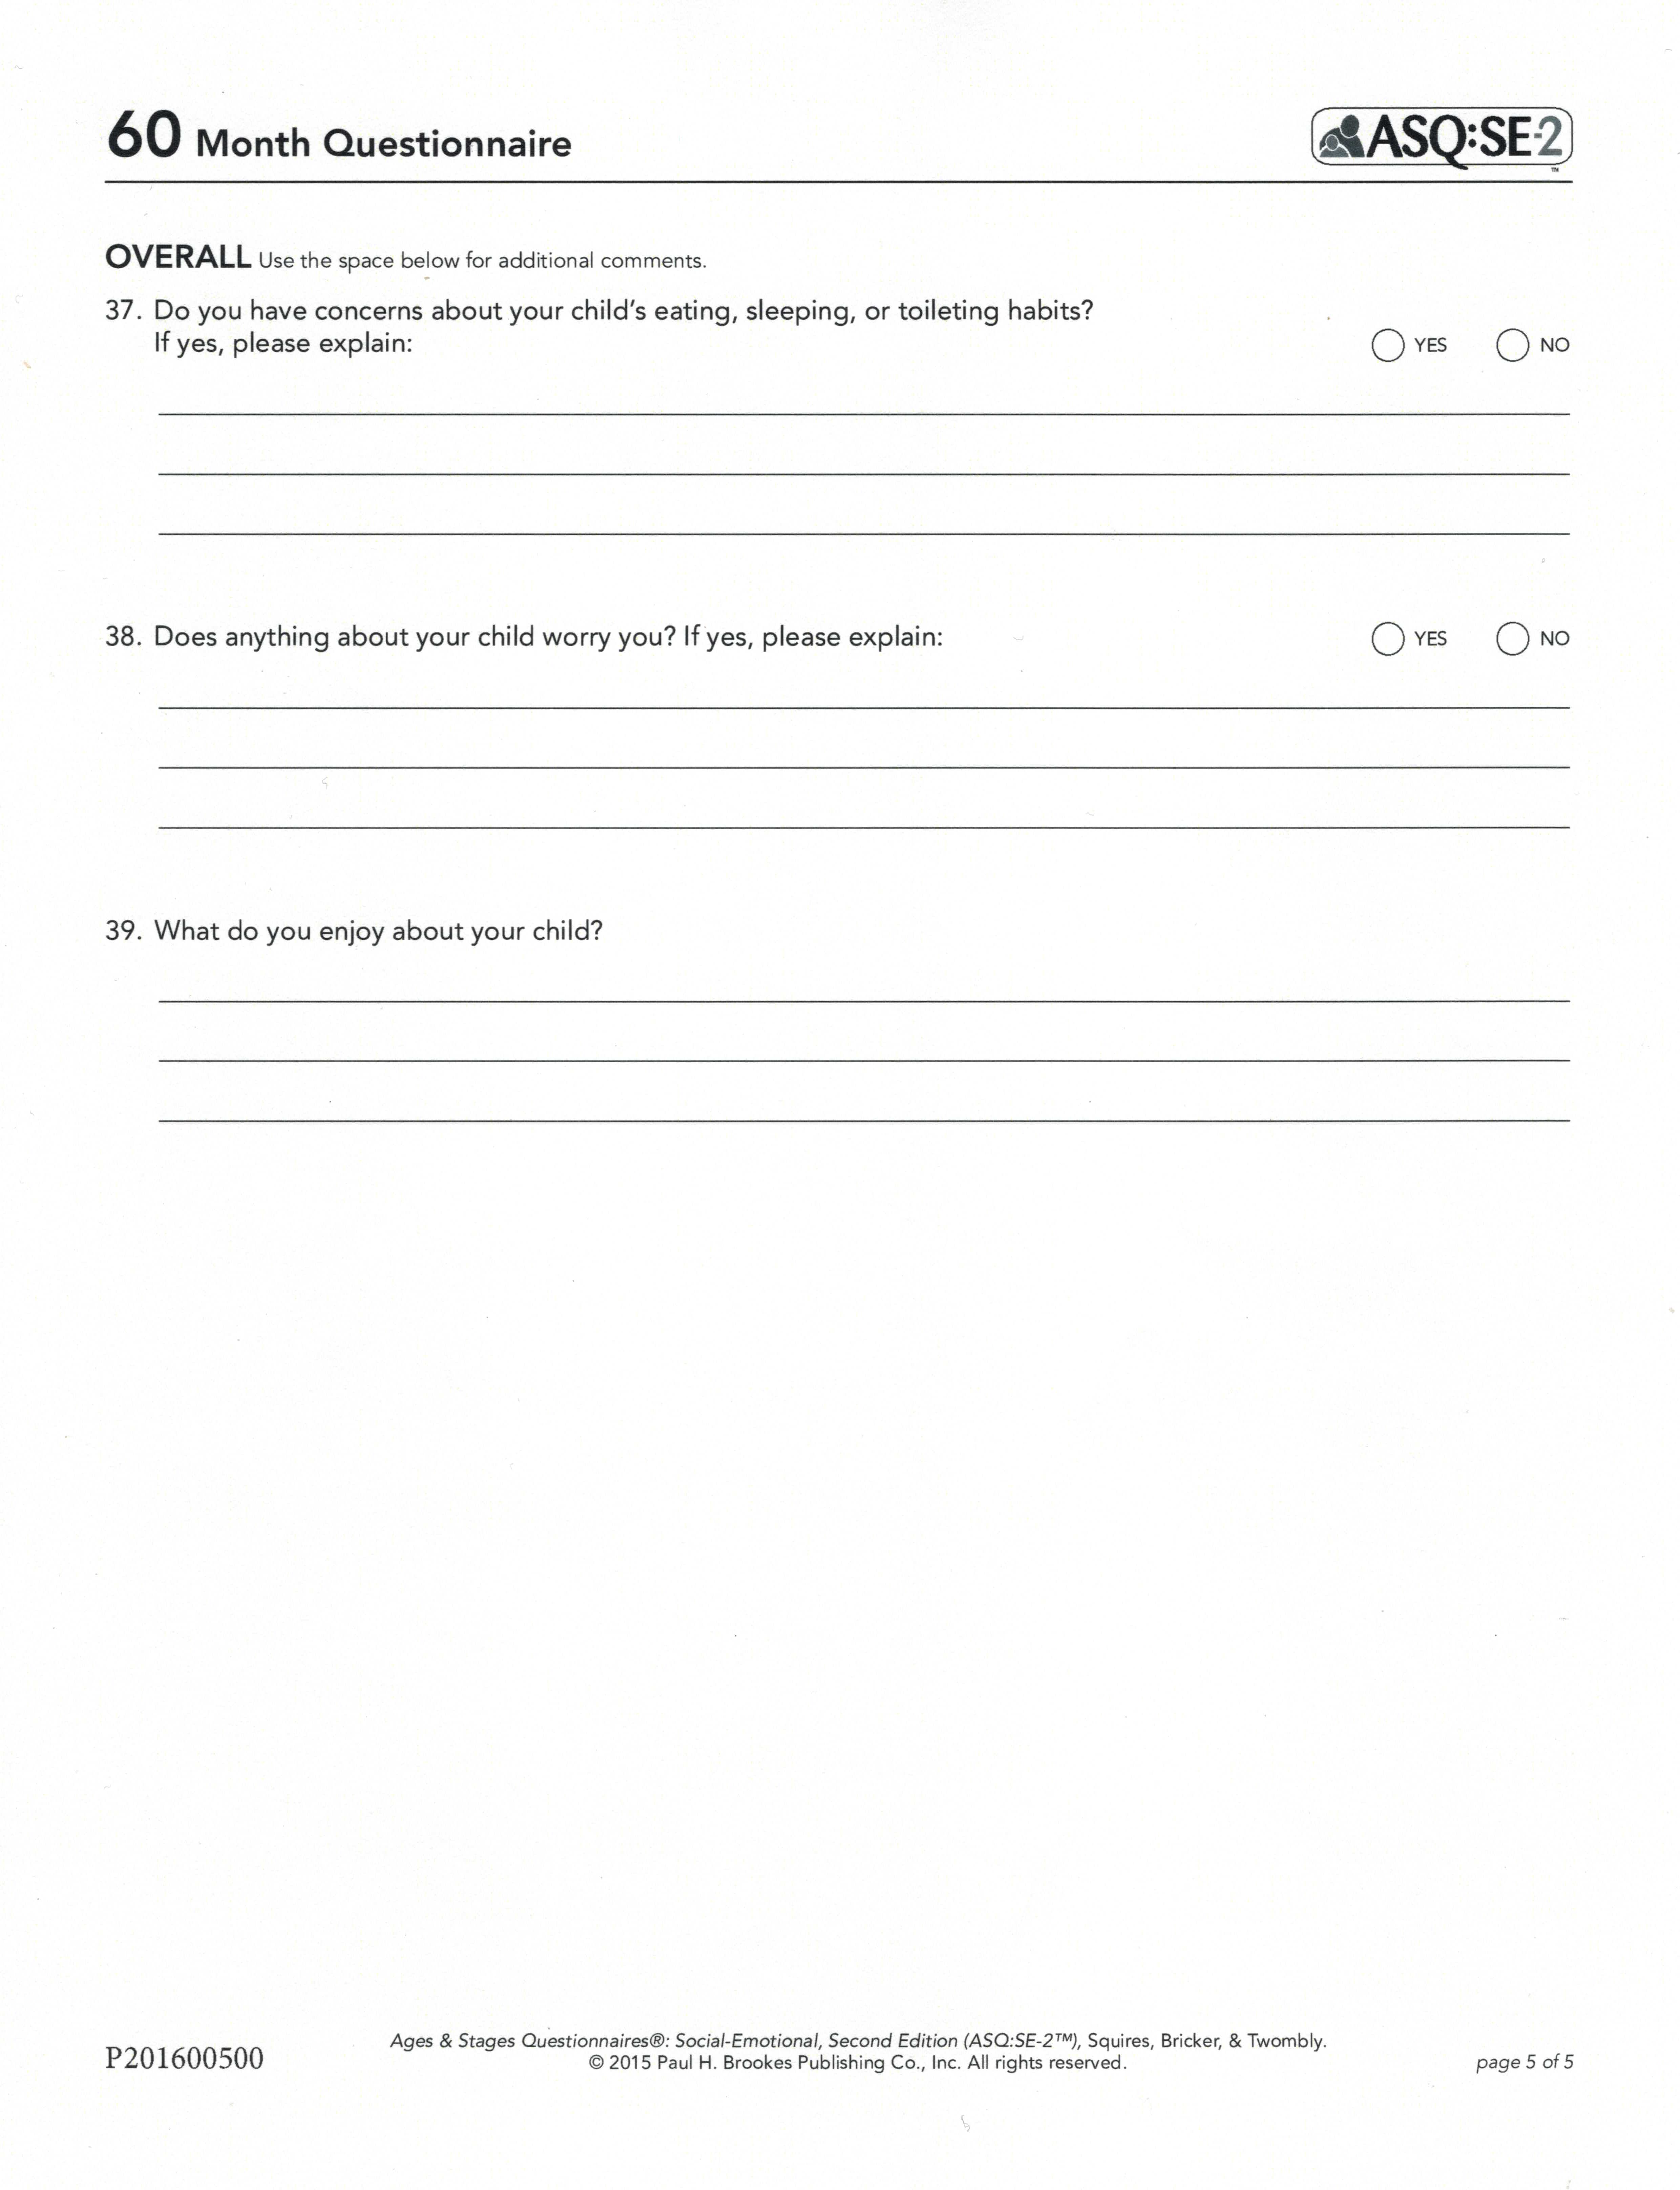 60 Month Questionnaire
ASQ:SE-2™
OVERALL Use the space below for additional comments.
37. Do you have concerns about your child's eating, sleeping, or toileting habits?
If yes, please explain:
YES NO
38. Does anything about your child worry you? If yes, please explain:
YES NO
39. What do you enjoy about your child?
P201600500
Ages & Stages Questionnaires®: Social-Emotional, Second Edition (ASQ:SE-2™), Squires, Bricker, & Twombly.
© 2015 Paul H. Brookes Publishing Co., Inc. All rights reserved.
page 5 of 5